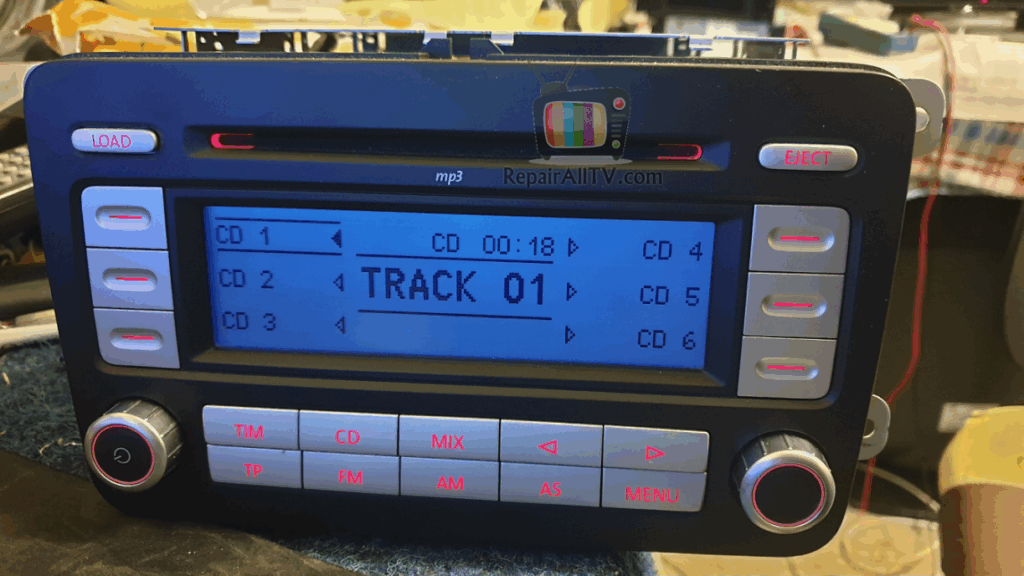 LOAD
EJECT
mp3
RepairAllTV.com
CD 1
CD 00:18
CD 4
CD 2
TRACK 01
CD 5
CD 3
CD 6
TIM CD MIX
TP FM AM AS MENU